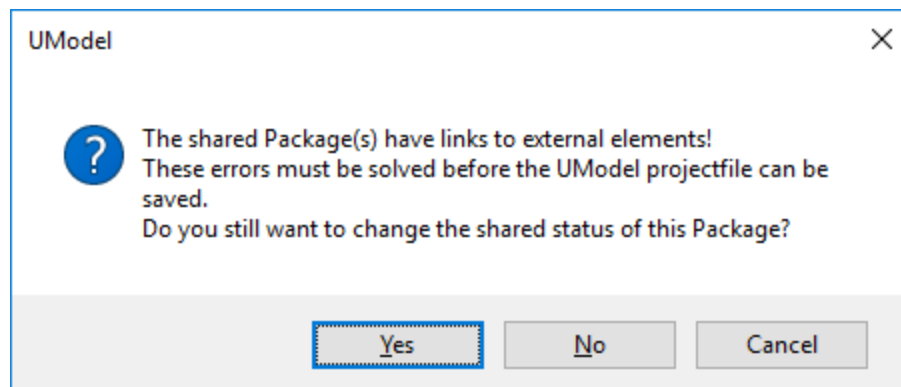 UModel
The shared Package(s) have links to external elements!
These errors must be solved before the UModel projectfile can be
saved.
Do you still want to change the shared status of this Package?
Yes
No
Cancel